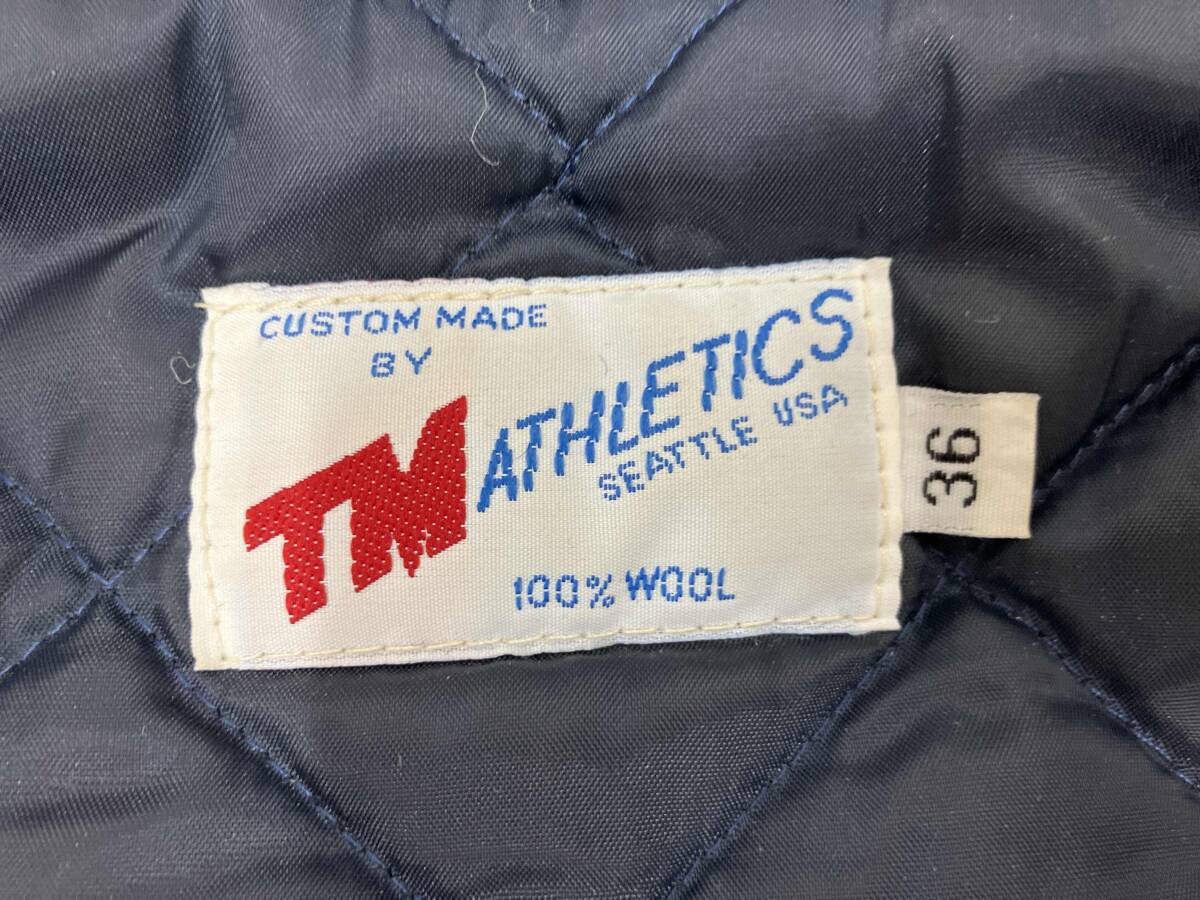 CUSTOM MADE
BY
TM ATHLETICS
SEATTLE USA
100% WOOL
36